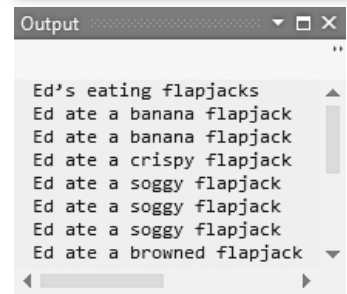 Output
Ed's eating flapjacks
Ed ate a banana flapjack
Ed ate a banana flapjack
Ed ate a crispy flapjack
Ed ate a soggy flapjack
Ed ate a soggy flapjack
Ed ate a soggy flapjack
Ed ate a browned flapjack